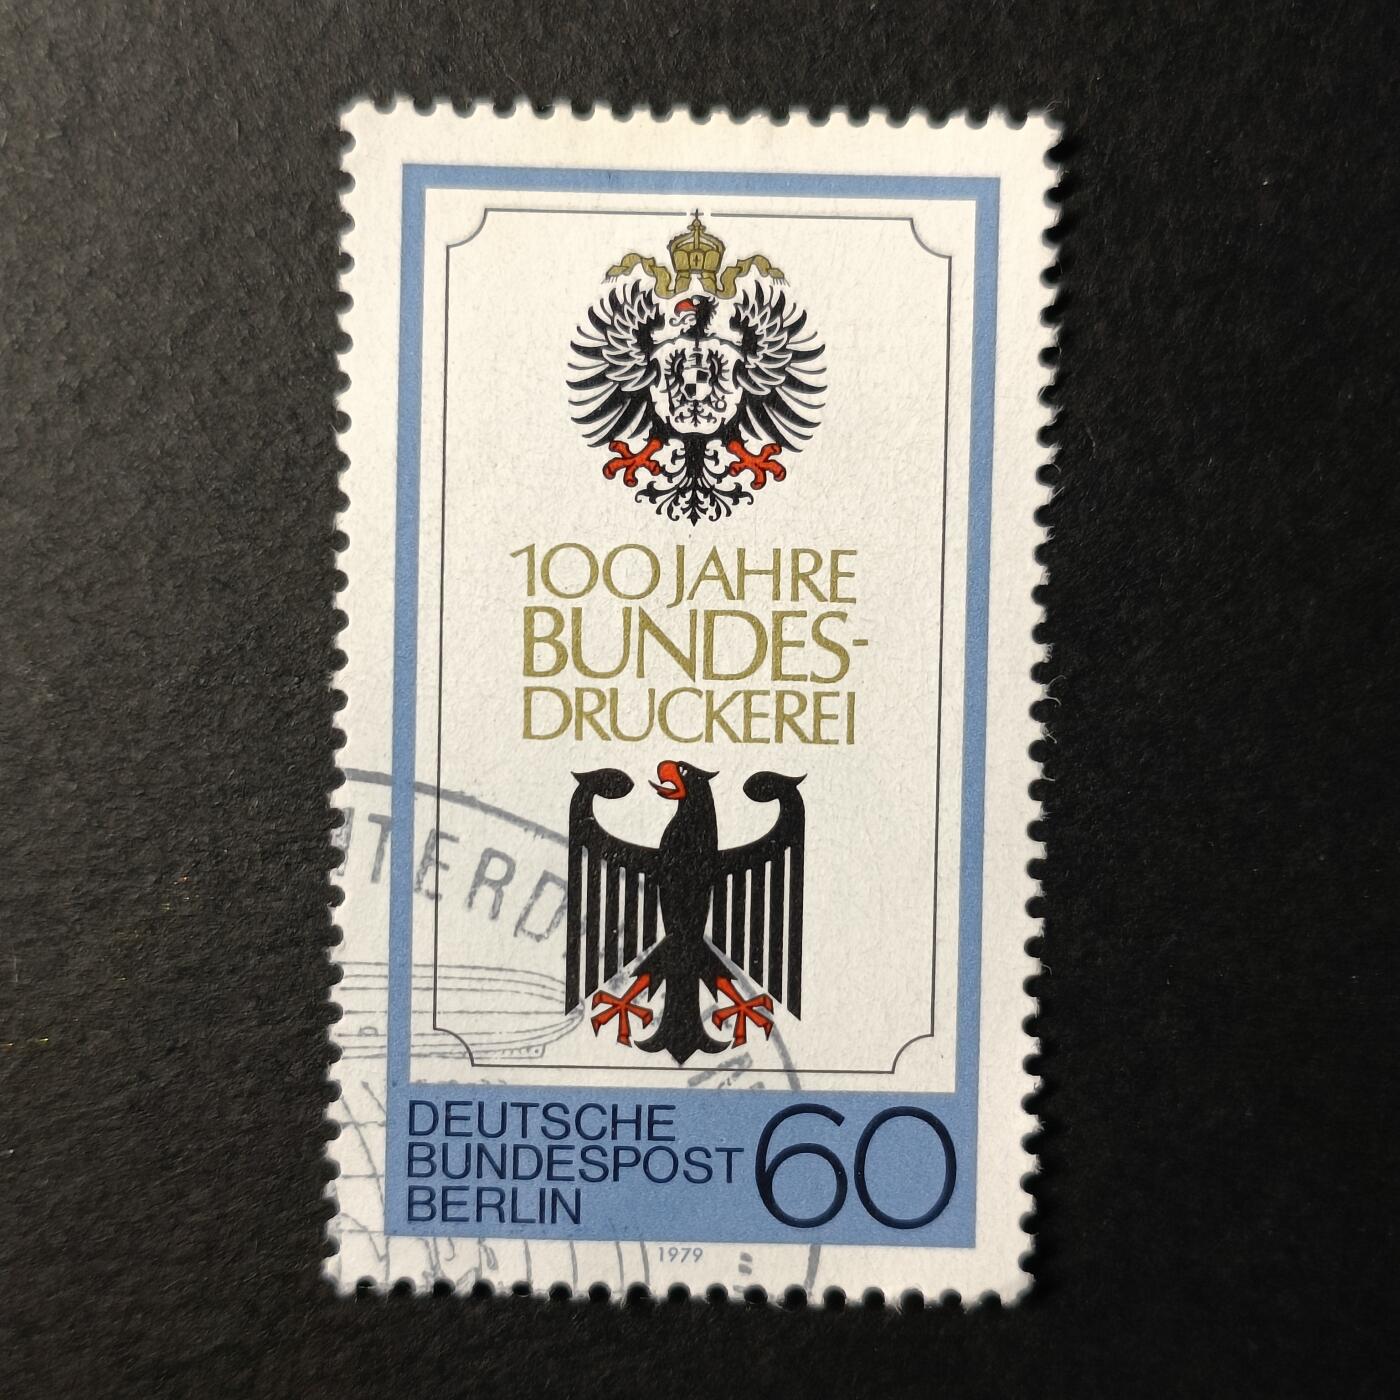 100 JAHRE
BUNDES-
DRUCKEREI
DEUTSCHE
BUNDESPOST
BERLIN
60
1979